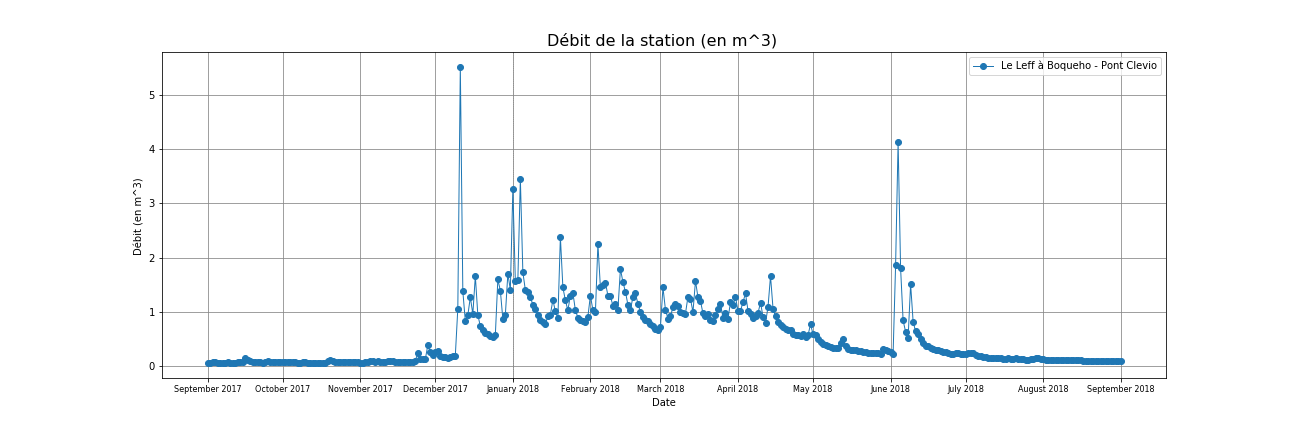 Débit de la station (en m^3)
Le Leff à Boqueho - Pont Clevio
Débit (en m^3)
5
4
3
2
1
0
September 2017 October 2017 November 2017 December 2017 January 2018 February 2018 March 2018 April 2018 May 2018 June 2018 July 2018 August 2018 September 2018
Date